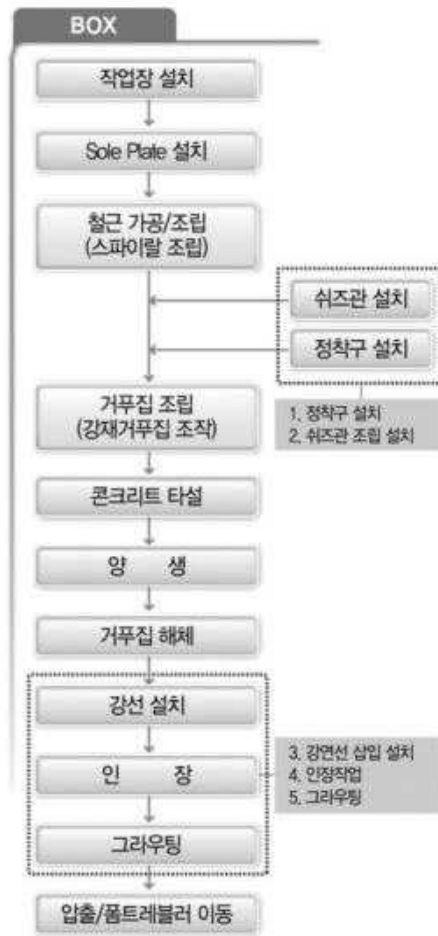 BOX
작업장 설치
Sole Plate 설치
철근 가공/조립
(스파이랄 조립)
쉬즈관 설치
정착구 설치
1. 정착구 설치
2. 쉬즈관 조립 설치
거푸집 조립
(강재거푸집 조작)
콘크리트 타설
양 생
거푸집 해체
강선 설치
인 장
그라우팅
3. 강연선 삽입 설치
4. 인장작업
5. 그라우팅
압출/폼트레블러 이동